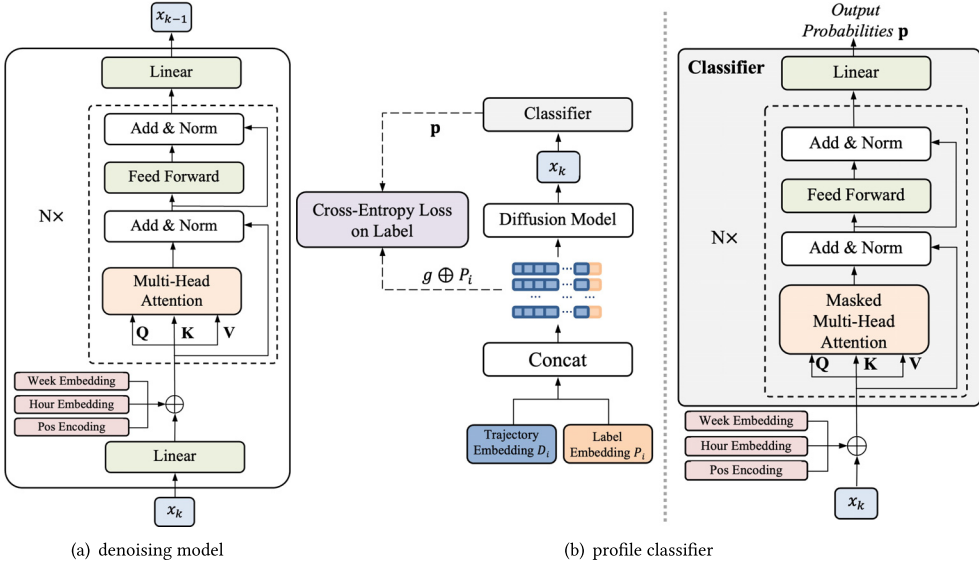 x_{k-1}
Linear
Add & Norm
Feed Forward
N×
Add & Norm
Multi-Head
Attention
Q K V
Week Embedding
Hour Embedding
Pos Encoding
Linear
x_k
(a) denoising model
Classifier
p
x_k
Cross-Entropy Loss
on Label
Diffusion Model
g ⊕ P_i
...
...
... ...
...
Concat
Trajectory
Embedding D_i
Label
Embedding P_i
Output
Probabilities p
Classifier
Linear
Add & Norm
Feed Forward
N×
Add & Norm
Masked
Multi-Head
Attention
Q K V
Week Embedding
Hour Embedding
Pos Encoding
x_k
(b) profile classifier